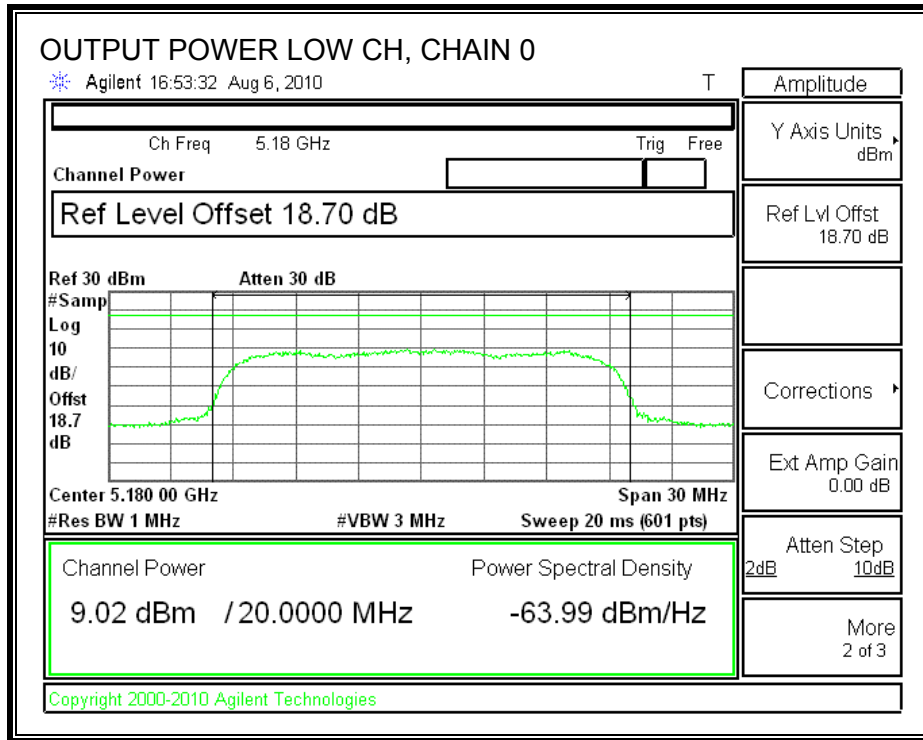 OUTPUT POWER LOW CH, CHAIN 0
Agilent 16:53:32 Aug 6, 2010 T
Amplitude
Ch Freq 5.18 GHz Trig Free
Channel Power
Ref Level Offset 18.70 dB
Ref 30 dBm Atten 30 dB
#Samp
Log
10
dB/
Offst
18.7
dB
Center 5.180 00 GHz Span 30 MHz
#Res BW 1 MHz #VBW 3 MHz Sweep 20 ms (601 pts)
Channel Power Power Spectral Density
9.02 dBm / 20.0000 MHz -63.99 dBm/Hz
Copyright 2000-2010 Agilent Technologies
Y Axis Units
dBm
Ref Lvl Offst
18.70 dB
Corrections
Ext Amp Gain
0.00 dB
Atten Step
2dB 10dB
More
2 of 3